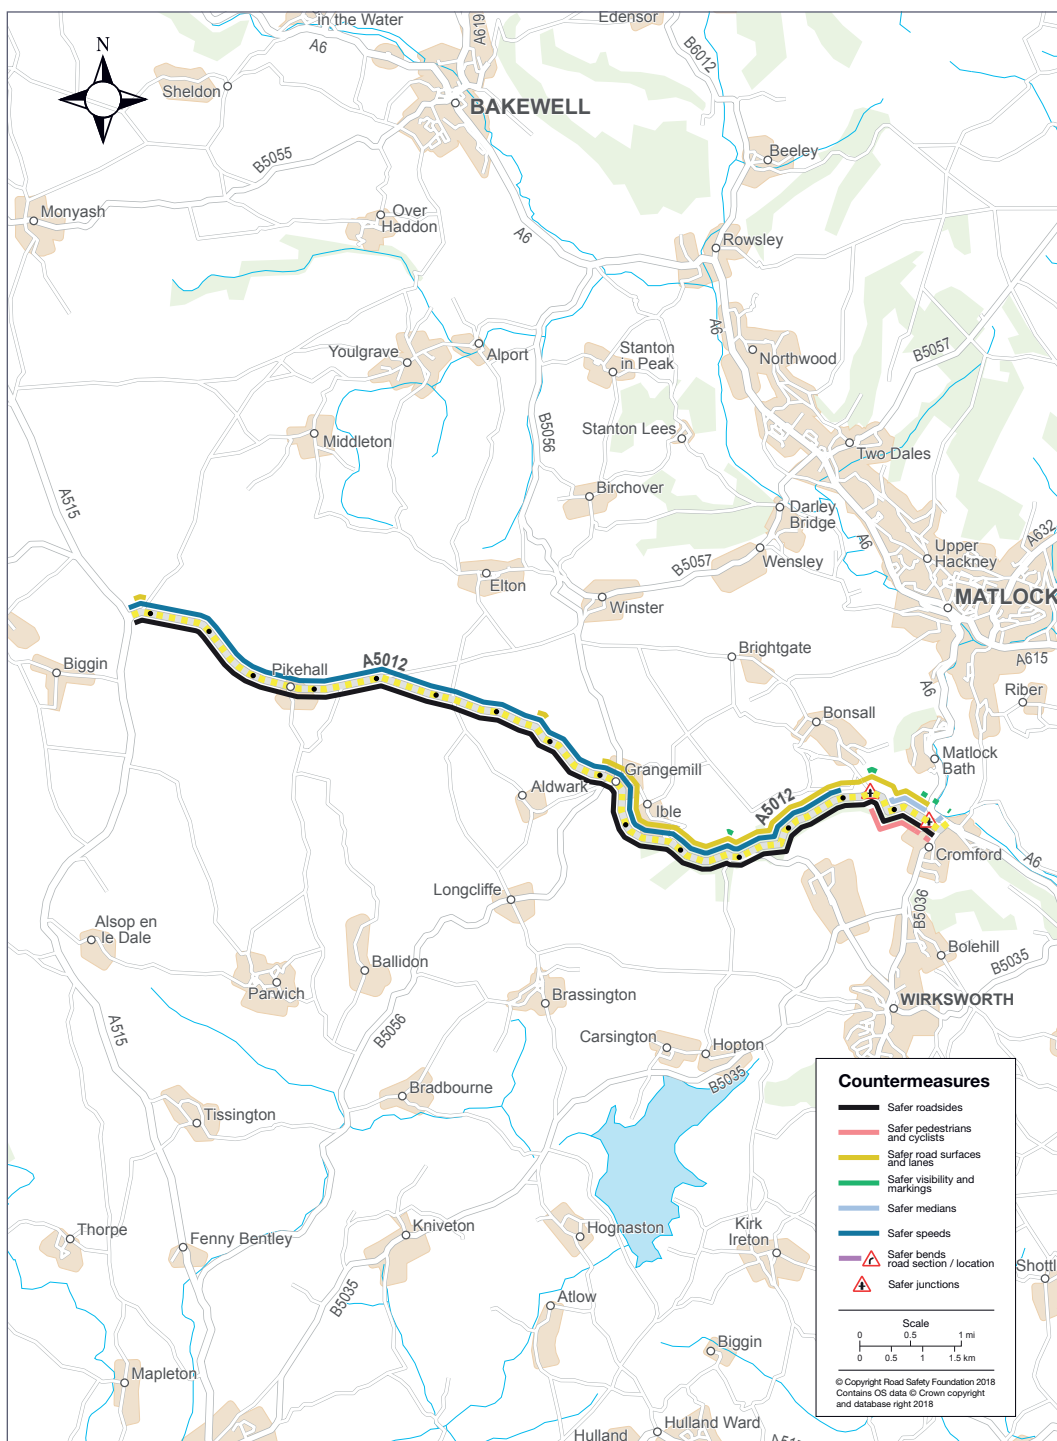 in the Water
A6
A619
Edensor
B6012
N
Sheldon
BAKEWELL
B5055
Beeley
Monyash
Over
Haddon
A6
Rowsley
A6
Youlgrave
Alport
Stanton
in Peak
Northwood
B5057
Middleton
B5056
Stanton Lees
Two Dales
A515
Birchover
Darley
Bridge
A6
A632
Upper
Hackney
B5057
Wensley
Elton
Winster
MATLOCK
Biggin
Pikehall
A5012
Brightgate
A615
A6
Riber
Bonsall
Matlock
Bath
Grangemill
Aldwark
Ible
A5012
Cromford
A6
Longcliffe
B5036
Alsop en
le Dale
Bolehill
B5035
Ballidon
Parwich
Brassington
WIRKSWORTH
A515
B5056
Carsington
Hopton
B5035
Bradbourne
Tissington
Countermeasures
Safer roadsides
Safer pedestrians
and cyclists
Safer road surfaces
and lanes
Safer visibility and
markings
Safer medians
Safer speeds
Safer bends
road section / location
Safer junctions
Scale
0 0.5 1 mi
0 0.5 1 1.5 km
© Copyright Road Safety Foundation 2018
Contains OS data © Crown copyright
and database right 2018
Thorpe
Fenny Bentley
Kniveton
Hognaston
Kirk
Ireton
Shottl
B5035
Atlow
Biggin
Mapleton
Hulland Ward
Hulland